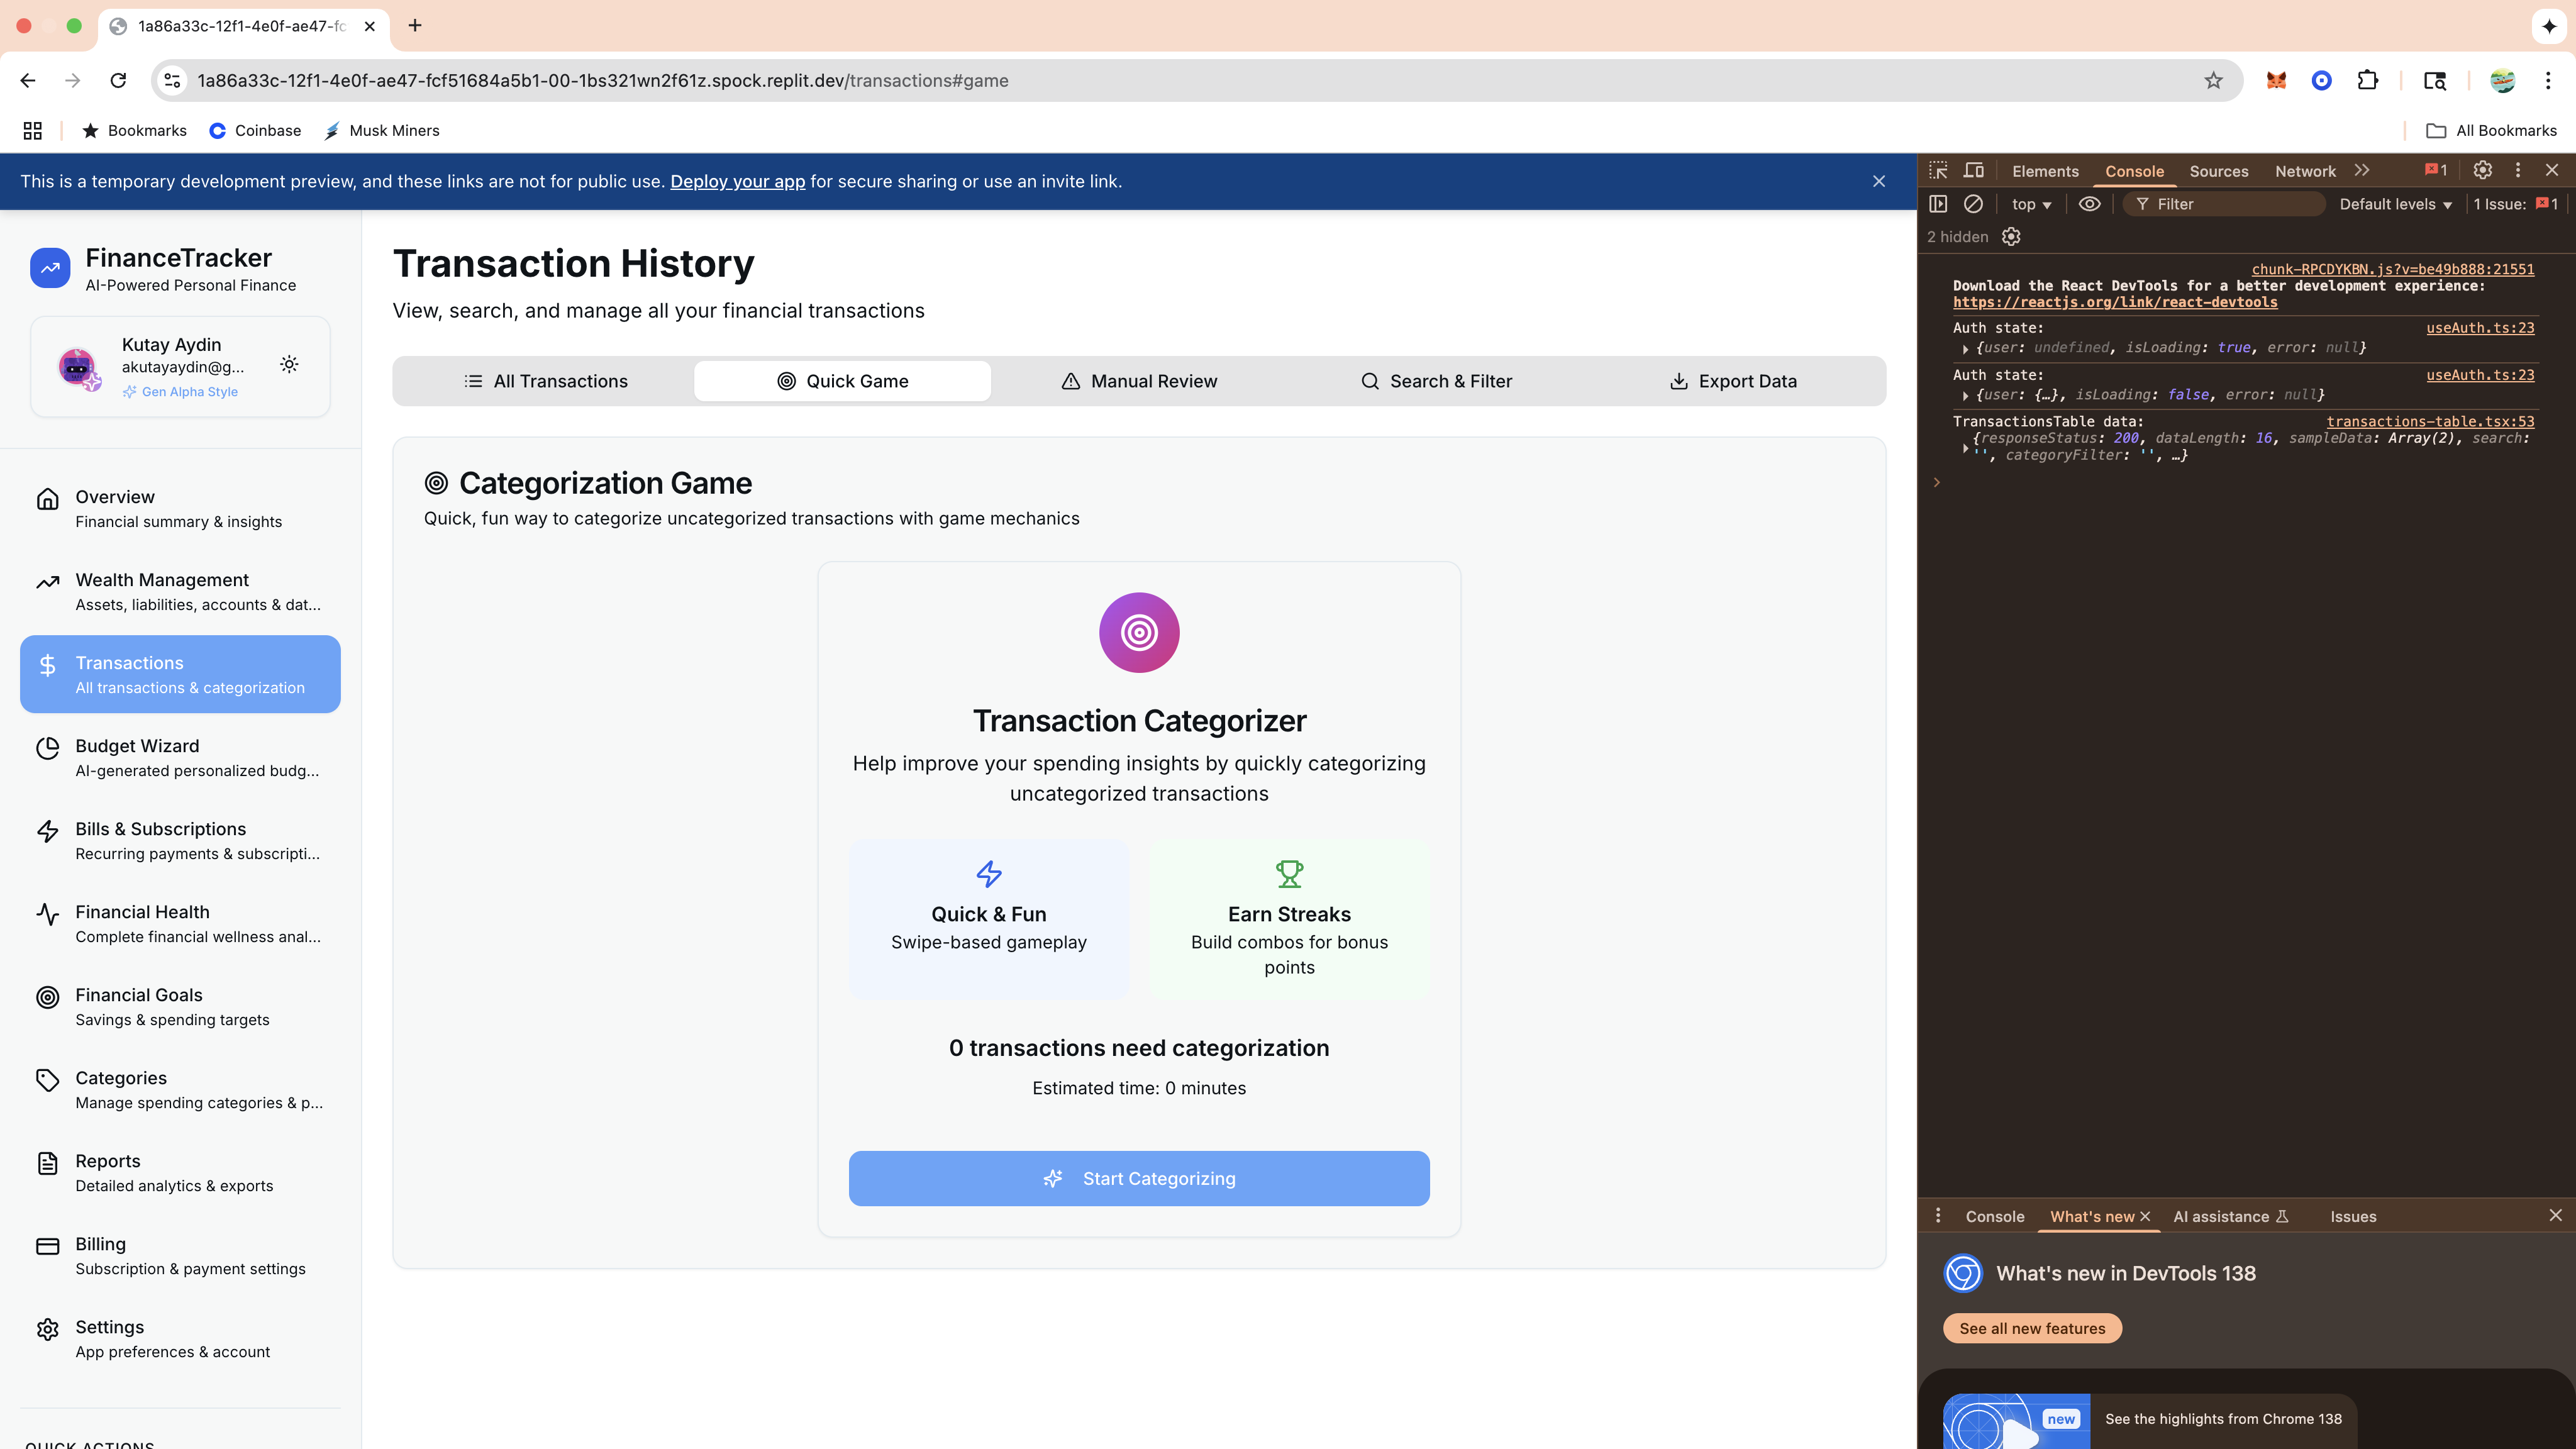 1a86a33c-12f1-4e0f-ae47-fc
1a86a33c-12f1-4e0f-ae47-fcf51684a5b1-00-1bs321wn2f61z.spock.replit.dev/transactions#game
Bookmarks
Coinbase
Musk Miners
All Bookmarks
This is a temporary development preview, and these links are not for public use. Deploy your app for secure sharing or use an invite link.
FinanceTracker
AI-Powered Personal Finance
Kutay Aydin
akutayaydin@g...
Gen Alpha Style
Overview
Financial summary & insights
Wealth Management
Assets, liabilities, accounts & dat...
Transactions
All transactions & categorization
Budget Wizard
AI-generated personalized budg...
Bills & Subscriptions
Recurring payments & subscripti...
Financial Health
Complete financial wellness anal...
Financial Goals
Savings & spending targets
Categories
Manage spending categories & p...
Reports
Detailed analytics & exports
Billing
Subscription & payment settings
Settings
App preferences & account
QUICK ACTIONS
Transaction History
View, search, and manage all your financial transactions
All Transactions
Quick Game
Manual Review
Search & Filter
Export Data
Categorization Game
Quick, fun way to categorize uncategorized transactions with game mechanics
Transaction Categorizer
Help improve your spending insights by quickly categorizing
uncategorized transactions
Quick & Fun
Swipe-based gameplay
Earn Streaks
Build combos for bonus
points
0 transactions need categorization
Estimated time: 0 minutes
Start Categorizing
Elements
Console
Sources
Network
1
top
Filter
Default levels
1 Issue:
1
2 hidden
chunk-RPCDYKBN.js?v=be49b888:21551
Download the React DevTools for a better development experience:
https://reactjs.org/link/react-devtools
Auth state:
useAuth.ts:23
{user: undefined, isLoading: true, error: null}
Auth state:
useAuth.ts:23
{user: {…}, isLoading: false, error: null}
TransactionsTable data:
transactions-table.tsx:53
{responseStatus: 200, dataLength: 16, sampleData: Array(2), search:
'', categoryFilter: '', …}
Console
What's new
AI assistance
Issues
What's new in DevTools 138
See all new features
new
See the highlights from Chrome 138